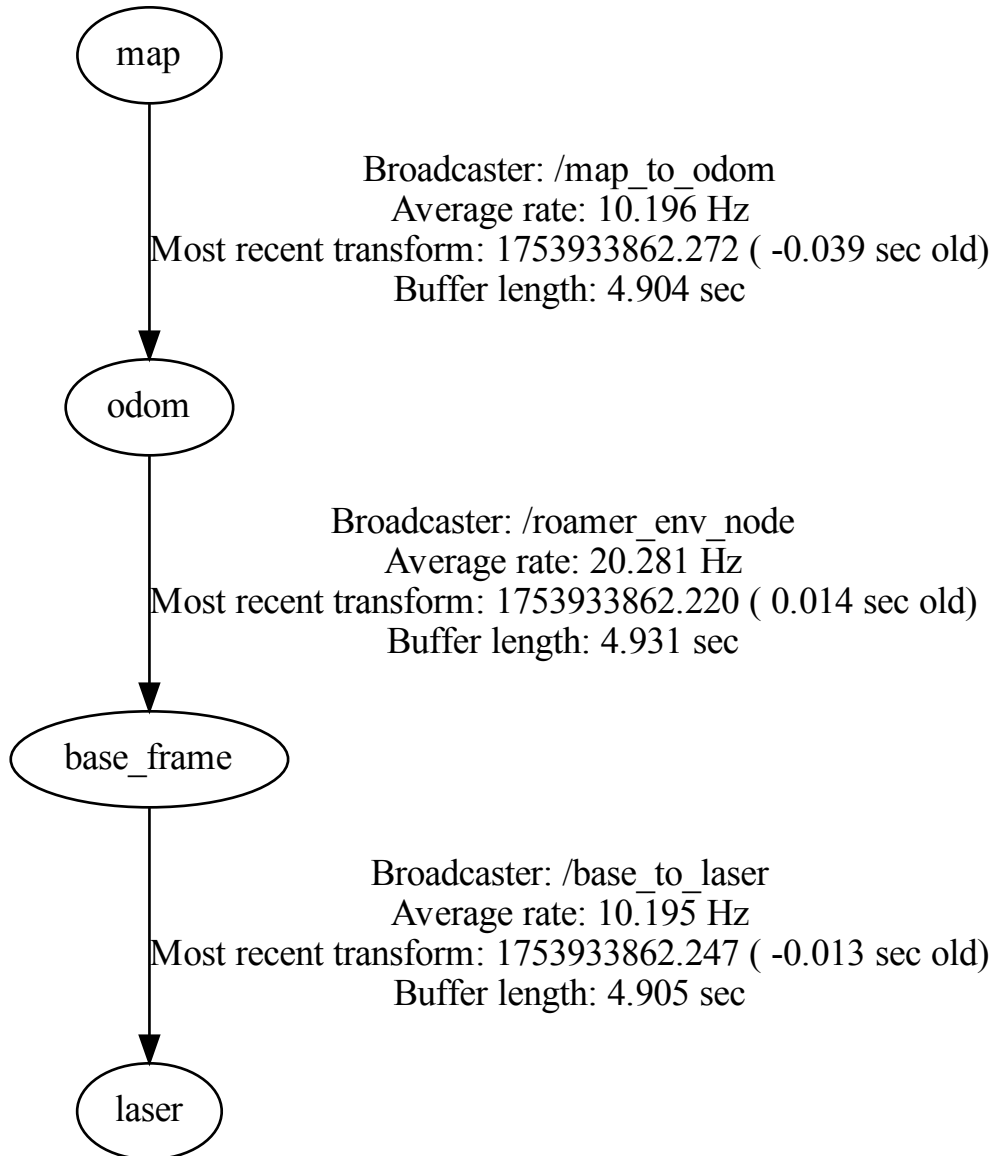 map
Broadcaster: /map_to_odom
Average rate: 10.196 Hz
Most recent transform: 1753933862.272 ( -0.039 sec old)
Buffer length: 4.904 sec
odom
Broadcaster: /roamer_env_node
Average rate: 20.281 Hz
Most recent transform: 1753933862.220 ( 0.014 sec old)
Buffer length: 4.931 sec
base_frame
Broadcaster: /base_to_laser
Average rate: 10.195 Hz
Most recent transform: 1753933862.247 ( -0.013 sec old)
Buffer length: 4.905 sec
laser